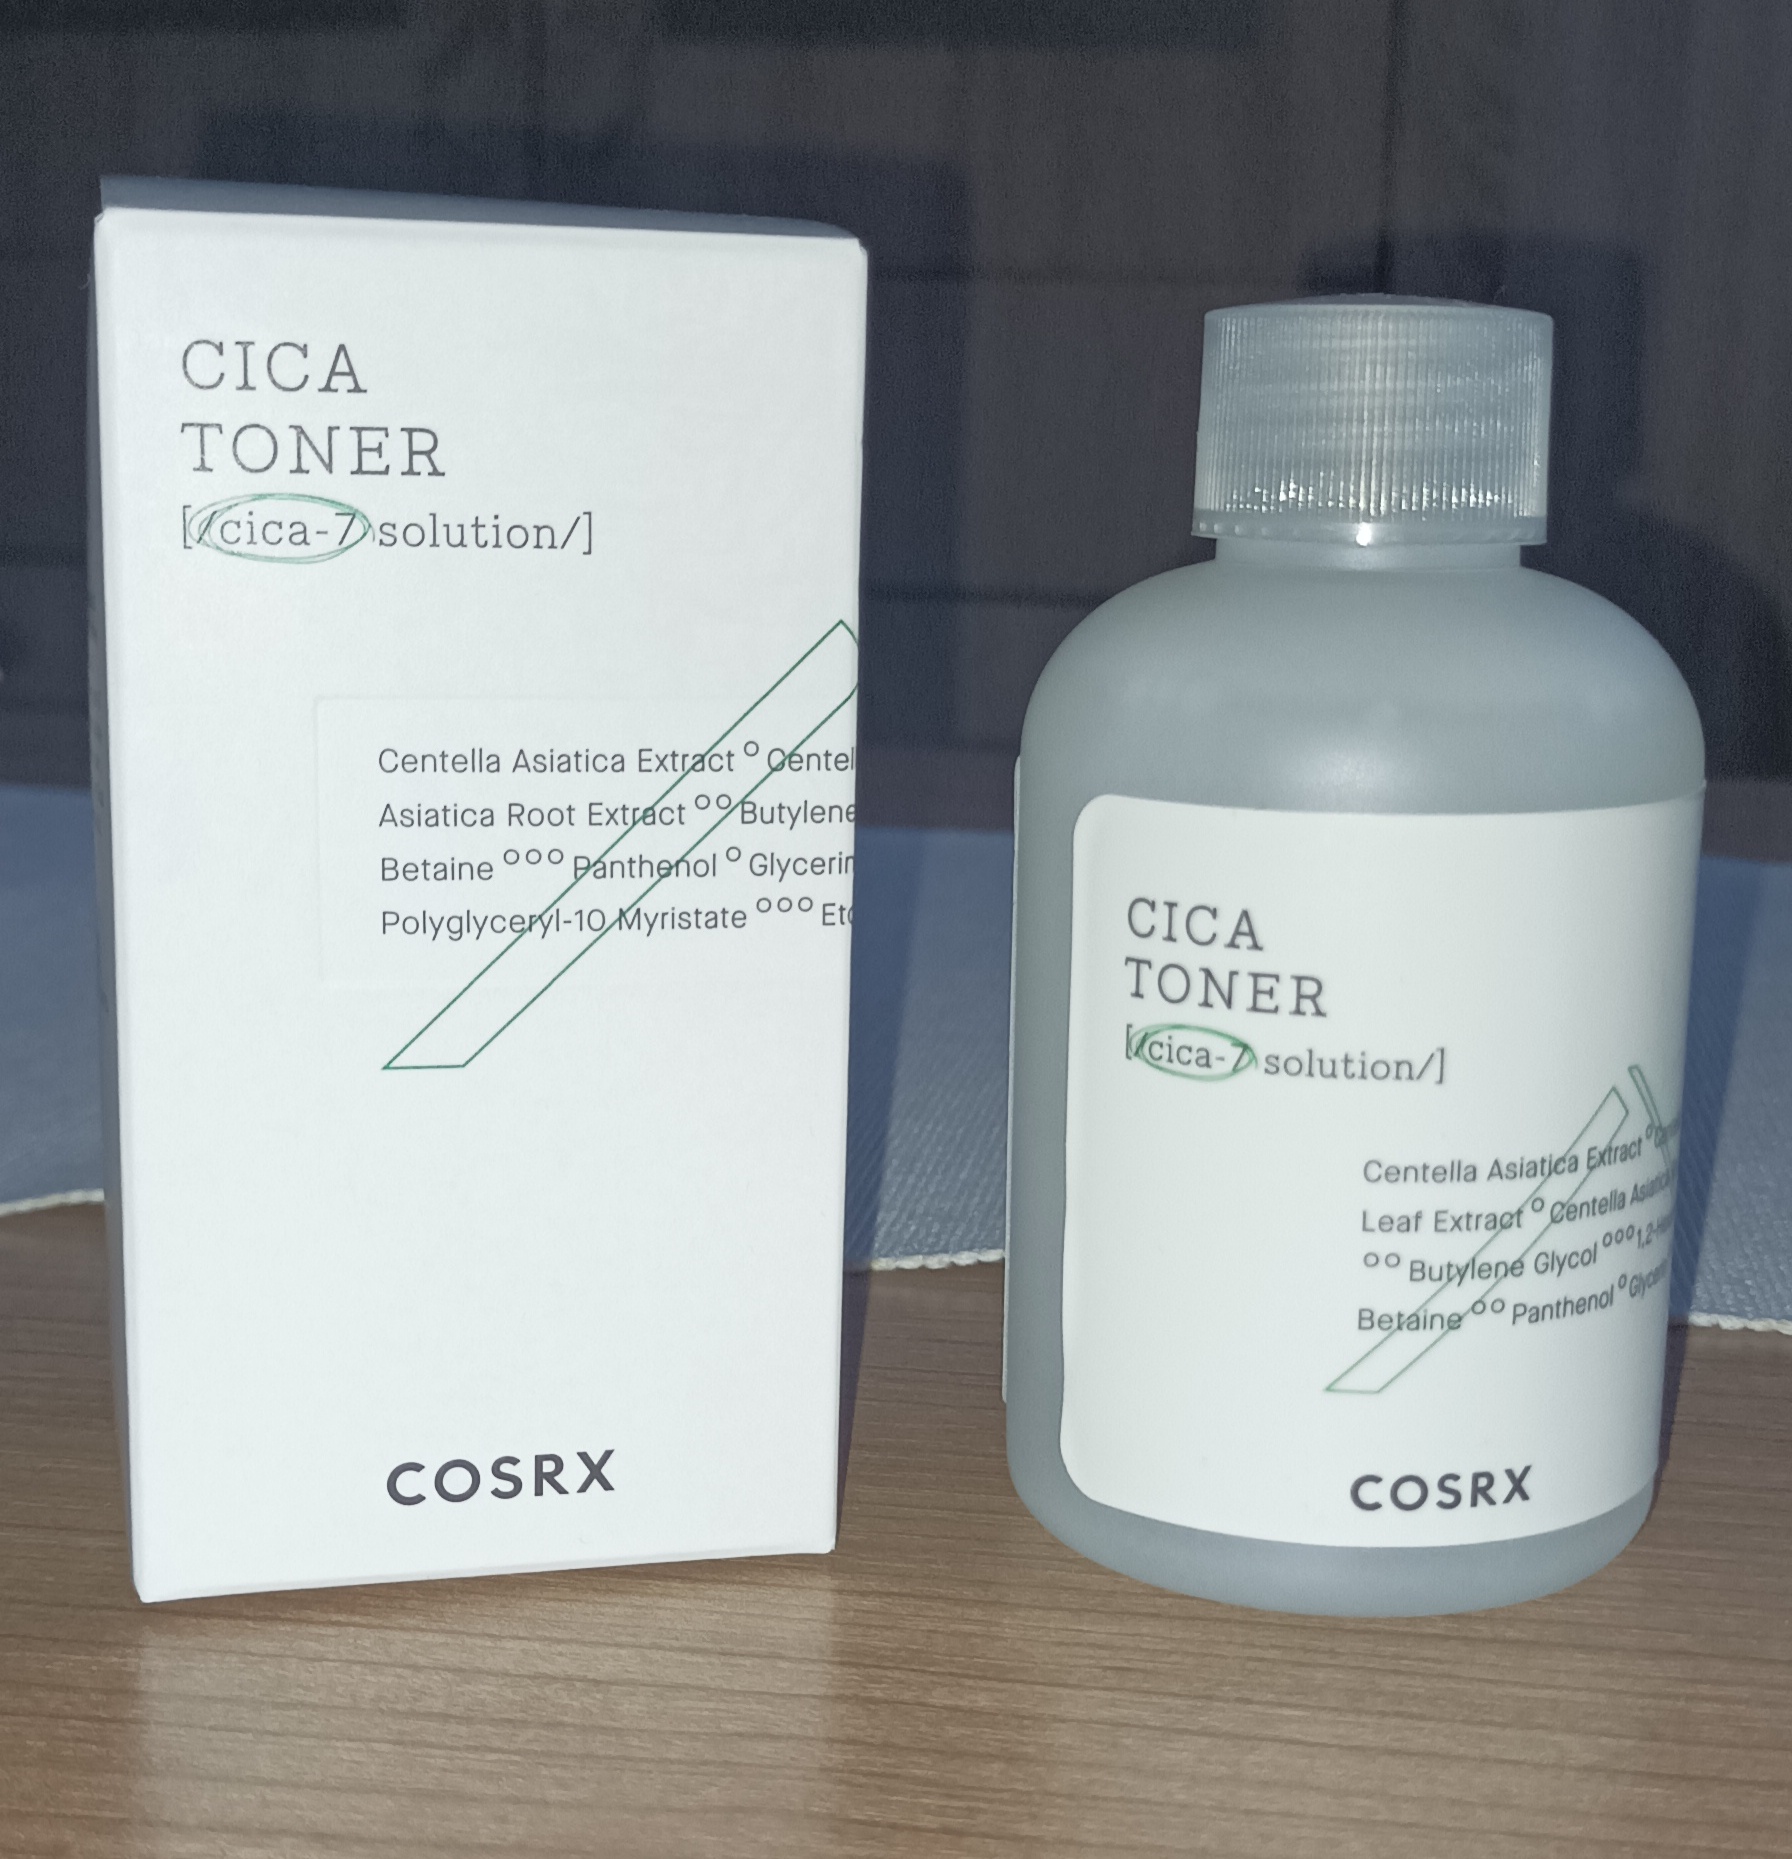 CICA
TONER
[/cica-7 solution/]
Centella Asiatica Extract °
Asiatica Root Extract °° Butylene
Betaine °°° Panthenol ° Glycerin
Polyglyceryl-10 Myristate °°°
COSRX
CICA
TONER
[/cica-7 solution/]
Centella Asiatica Extract °
Leaf Extract ° Centella Asiatica
°° Butylene Glycol °°°
Betaine °° Panthenol °
COSRX